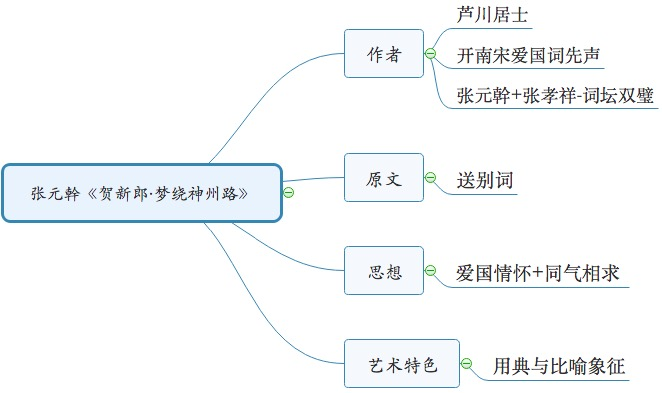 张元幹《贺新郎·梦绕神州路》
作者
芦川居士
开南宋爱国词先声
张元幹+张孝祥-词坛双璧
原文
送别词
思想
爱国情怀+同气相求
艺术特色
用典与比喻象征